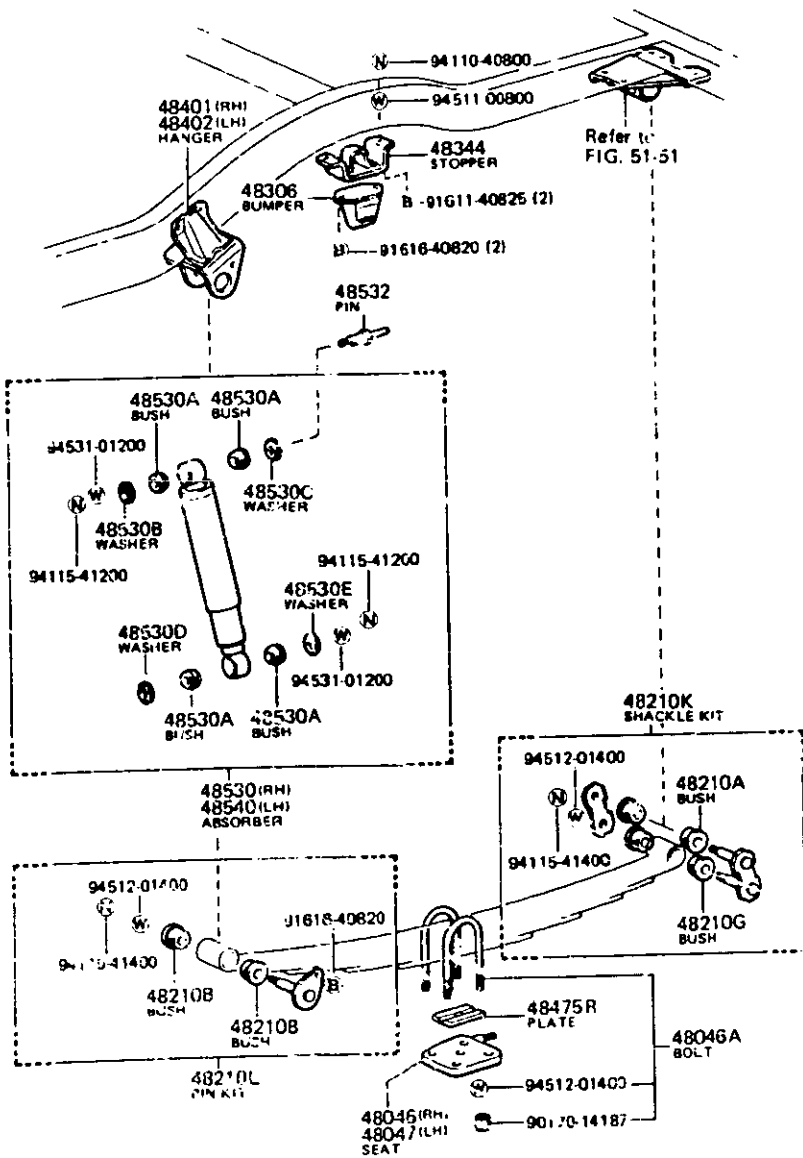 N 94110-40800
48401 (RH)
48402 (LH)
HANGER
W 94511-00800
48344
STOPPER
Refer to
FIG. 51-51
48306
BUMPER
B 91611-40825 (2)
B 91616-40820 (2)
48532
PIN
48530A
BUSH
48530A
BUSH
94531-01200
N
W
48530C
WASHER
48530B
WASHER
94115-41200
94115-41200
48530E
WASHER
N
W
48530D
WASHER
94531-01200
48530A
BUSH
48530A
BUSH
48210K
SHACKLE KIT
94512-01400
48210A
BUSH
N
W
48530 (RH)
48540 (LH)
ABSORBER
94115-41400
94512-01400
91618-40820
48210G
BUSH
W
B
48210B
BUSH
48210B
BUSH
48475R
PLATE
48046A
BOLT
48210L
PIN KIT
W 94512-01400
48046 (RH)
48047 (LH)
SEAT